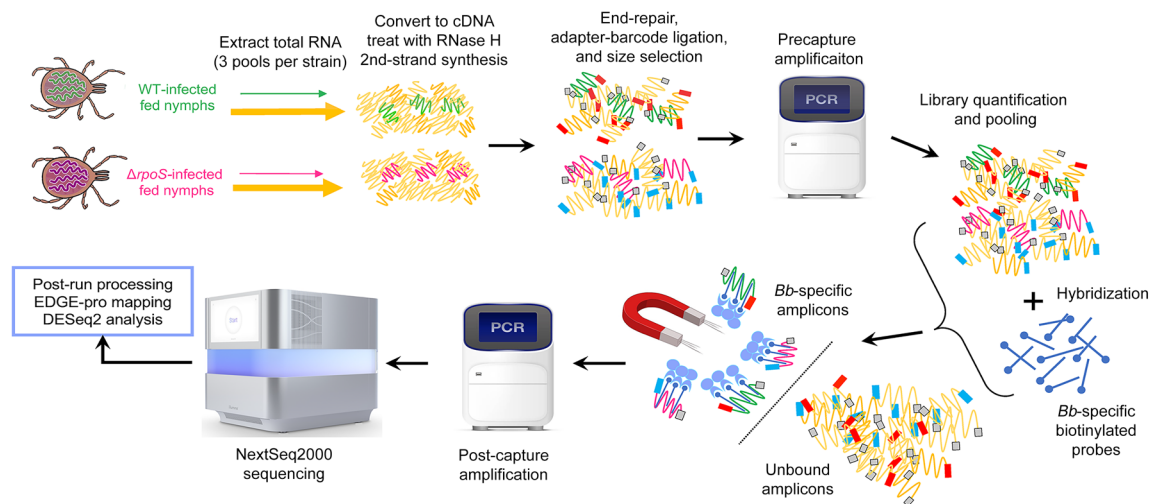 Extract total RNA
(3 pools per strain)
Convert to cDNA
treat with RNase H
2nd-strand synthesis
End-repair,
adapter-barcode ligation,
and size selection
Precapture
amplificaiton
WT-infected
fed nymphs
ΔrpoS-infected
fed nymphs
PCR
Library quantification
and pooling
+
Hybridization
Bb-specific
biotinylated
probes
Bb-specific
amplicons
Unbound
amplicons
PCR
Post-capture
amplification
NextSeq2000
sequencing
Post-run processing
EDGE-pro mapping
DESeq2 analysis